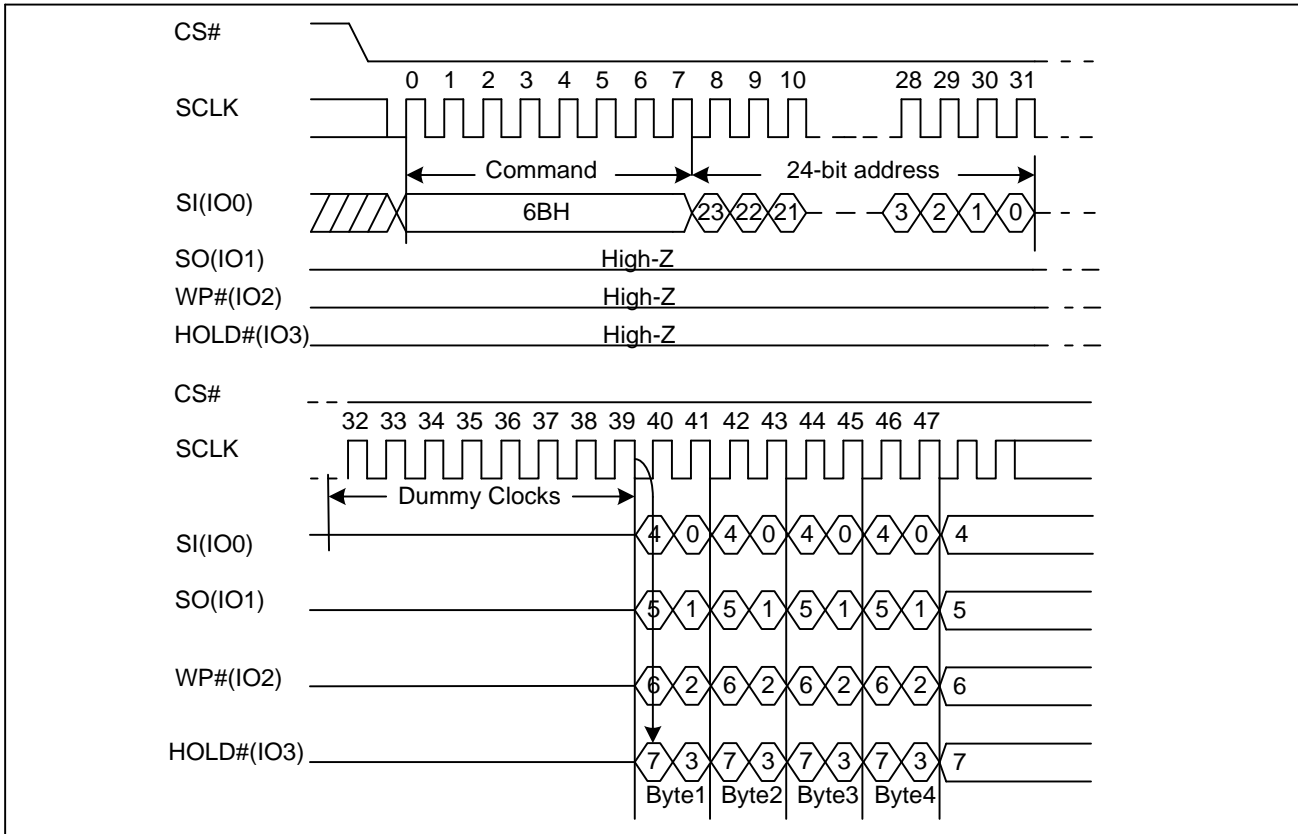 CS#
0 1 2 3 4 5 6 7 8 9 10 28 29 30 31
SCLK
Command 24-bit address
SI(IO0) 6BH 23 22 21 3 2 1 0
SO(IO1) High-Z
WP#(IO2) High-Z
HOLD#(IO3) High-Z
CS#
32 33 34 35 36 37 38 39 40 41 42 43 44 45 46 47
SCLK
Dummy Clocks
SI(IO0) 4 0 4 0 4 0 4 0 4
SO(IO1) 5 1 5 1 5 1 5 1 5
WP#(IO2) 6 2 6 2 6 2 6 2 6
HOLD#(IO3) 7 3 7 3 7 3 7 3 7
Byte1 Byte2 Byte3 Byte4